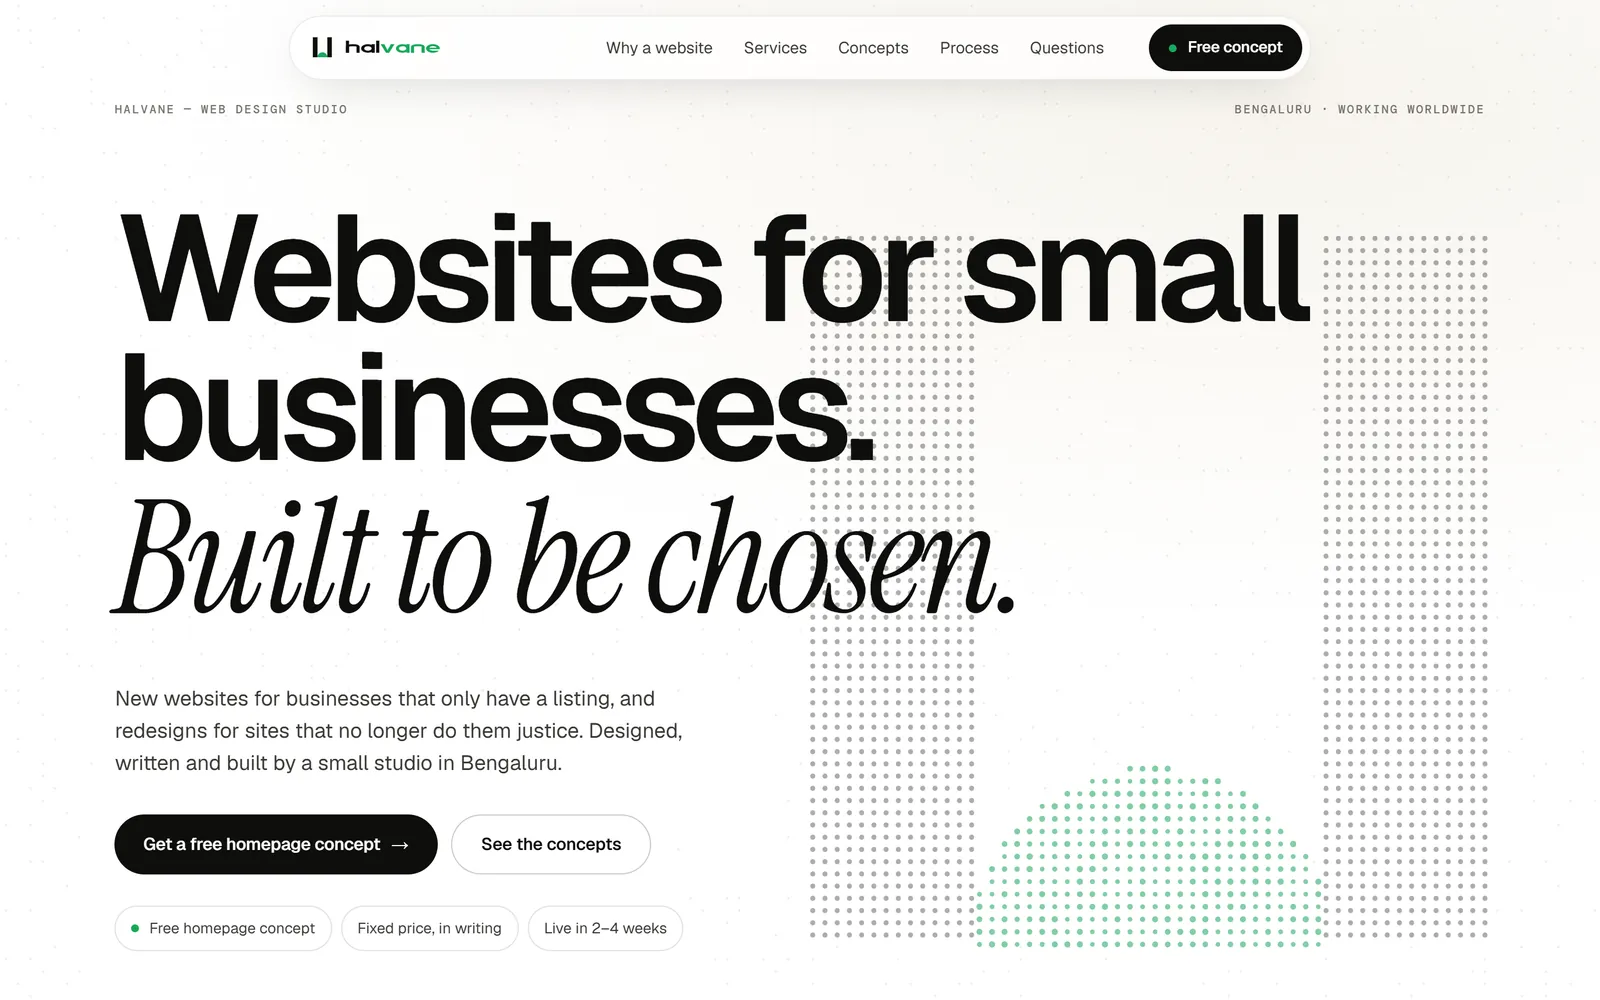 halvane
Why a website
Services
Concepts
Process
Questions
Free concept
HALVANE — WEB DESIGN STUDIO
BENGALURU · WORKING WORLDWIDE
Websites for small
businesses.
Built to be chosen.
New websites for businesses that only have a listing, and
redesigns for sites that no longer do them justice. Designed,
written and built by a small studio in Bengaluru.
Get a free homepage concept →
See the concepts
Free homepage concept
Fixed price, in writing
Live in 2–4 weeks